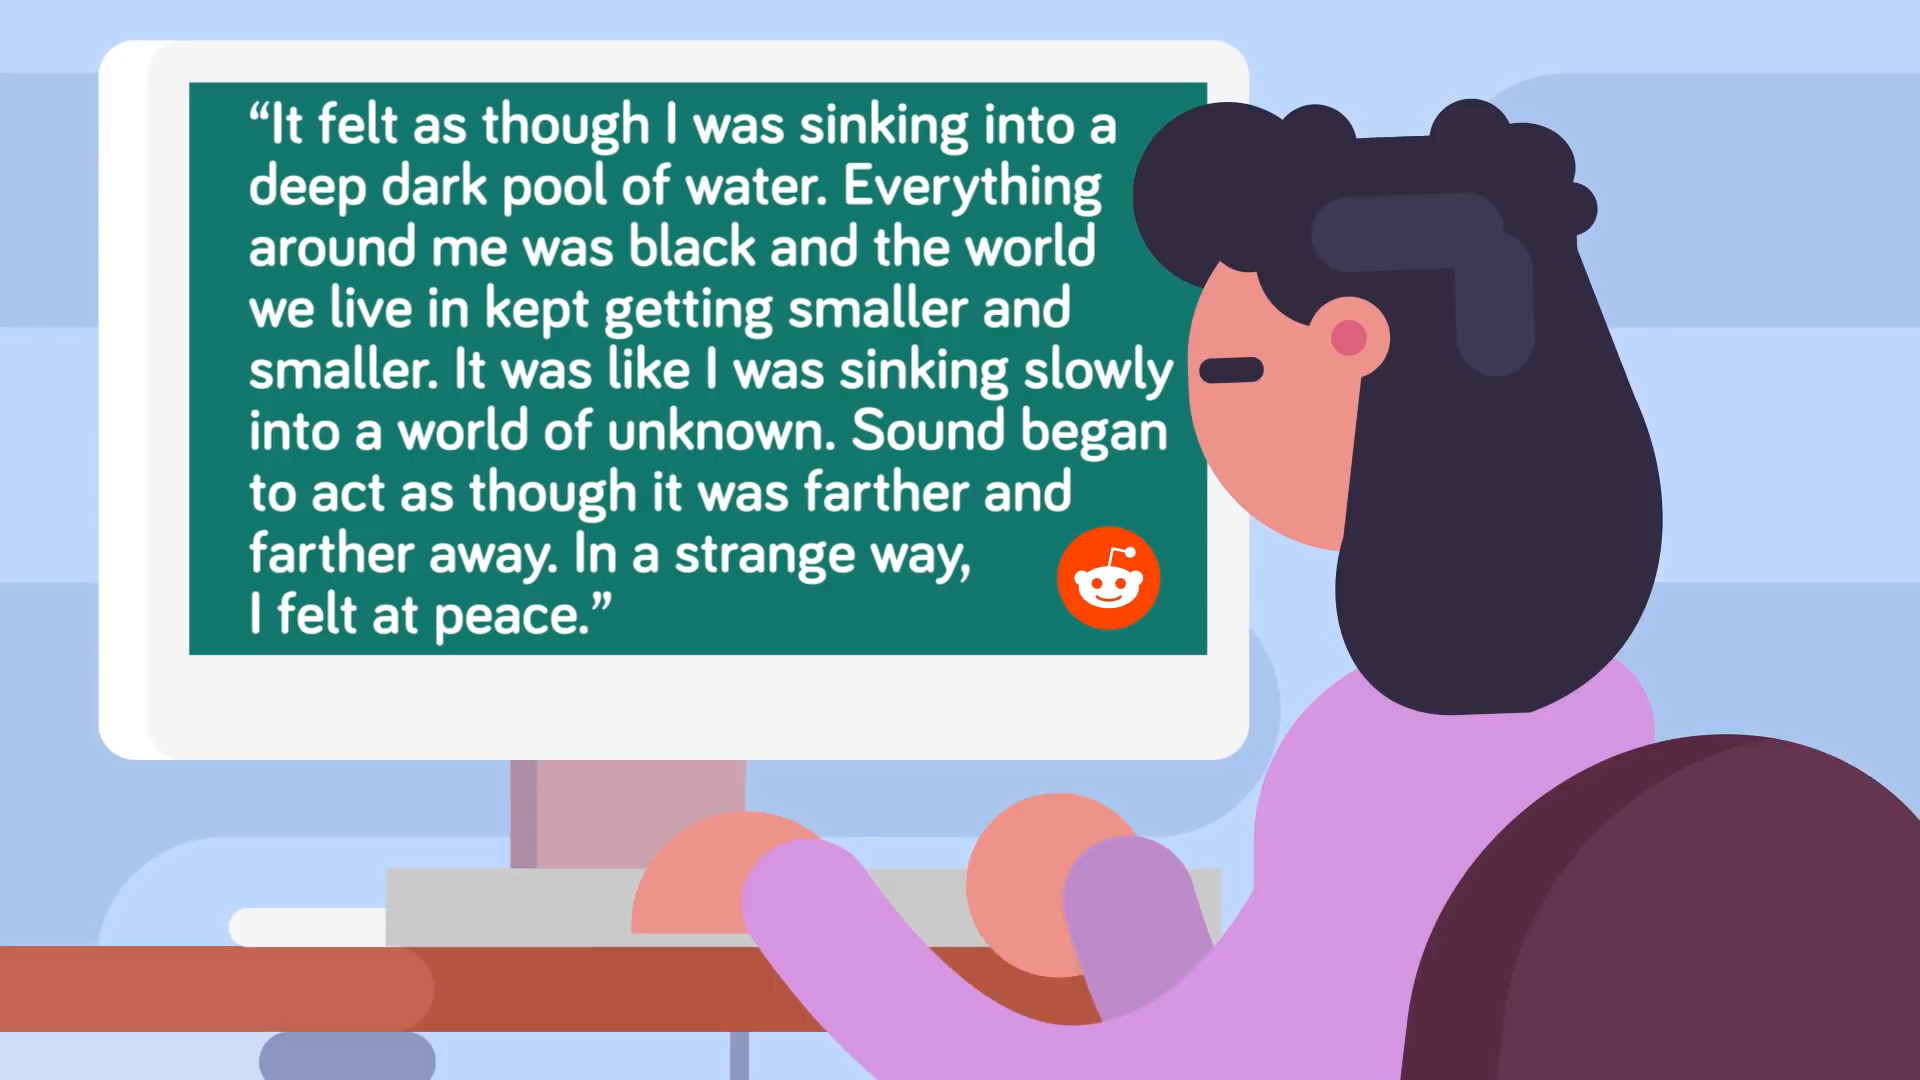 “It felt as though I was sinking into a
deep dark pool of water. Everything
around me was black and the world
we live in kept getting smaller and
smaller. It was like I was sinking slowly
into a world of unknown. Sound began
to act as though it was farther and
farther away. In a strange way,
I felt at peace.”